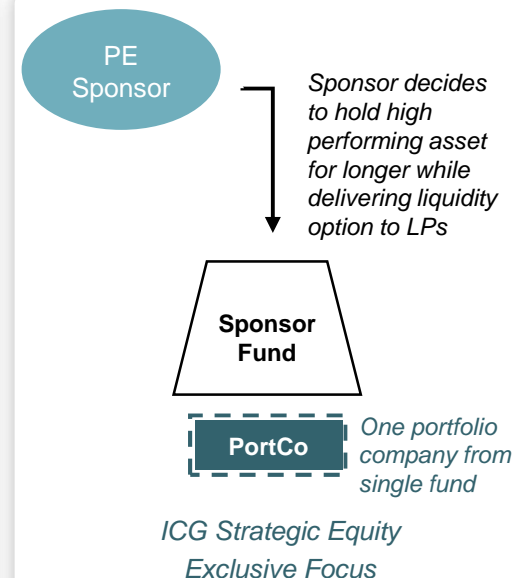 PE
Sponsor
Sponsor decides
to hold high
performing asset
for longer while
delivering liquidity
option to LPs
Sponsor
Fund
PortCo
One portfolio
company from
single fund
ICG Strategic Equity
Exclusive Focus